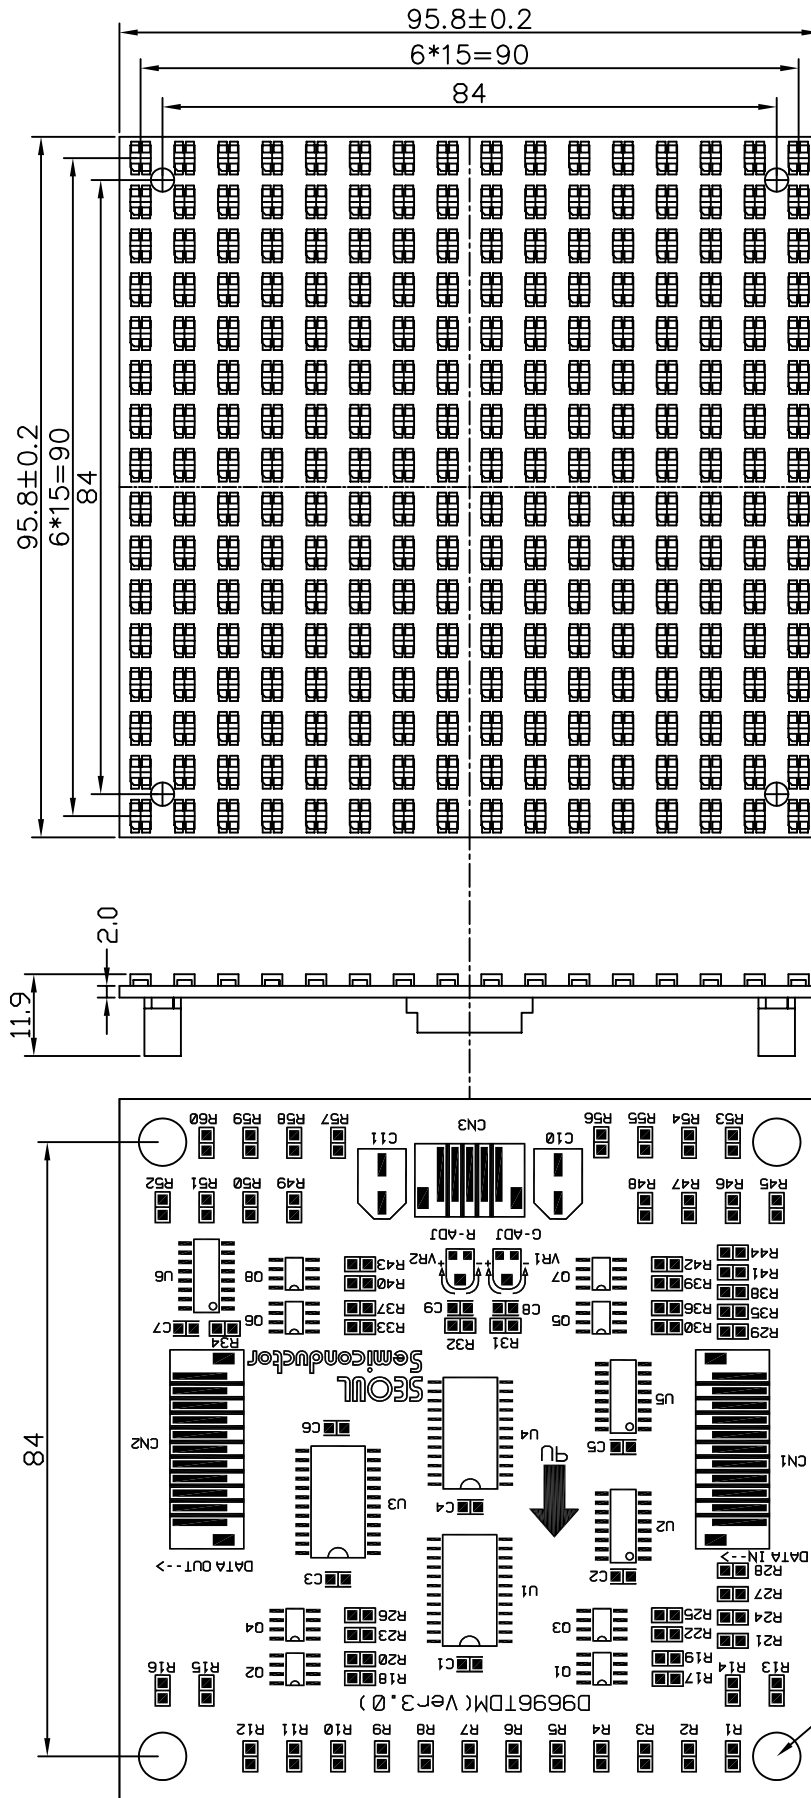 95.8±0.2
6*15=90
84
95.8±0.2
6*15=90
84
2.0
11.9
84
R60 R59 R58 R57 C11 CN3 C10 R56 R55 R54 R53
R52 R51 R50 R49 R48 R47 R46 R45
R-ADJ G-ADJ
U6 Q8 R43 VR2 + - + - VR1 Q7 R42 R44
R40 R39 R41
R38
Q6 R37 C9 C8 Q5 R36 R35
C7 R34 R33 R32 R31 R30 R29
SEOUL
Semiconductor
U5
CN2 C6 U4 C5 CN1
UP
U3 C4 U2
DATA OUT--> DATA IN-->
C3 U1 C2 R28
R27
Q4 R26 Q3 R25 R24
R23 R22 R21
Q2 R20 C1 Q1 R19
R16 R15 R18 R17 R14 R13
D9696TDM(Ver3.0)
R12 R11 R10 R9 R8 R7 R6 R5 R4 R3 R2 R1